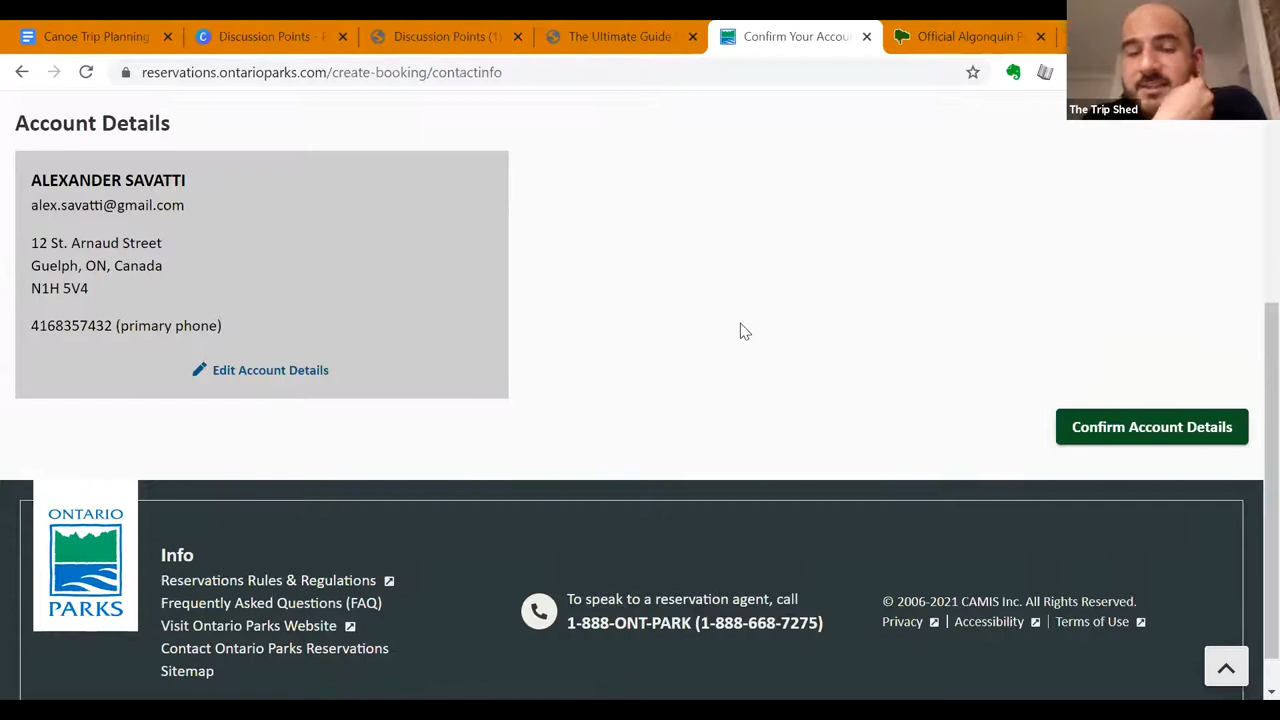 Canoe Trip Planning
Discussion Points - F
Discussion Points (1)
The Ultimate Guide
Confirm Your Accou
Official Algonquin P
reservations.ontarioparks.com/create-booking/contactinfo
The Trip Shed
Account Details
ALEXANDER SAVATTI
alex.savatti@gmail.com
12 St. Arnaud Street
Guelph, ON, Canada
N1H 5V4
4168357432 (primary phone)
Edit Account Details
Confirm Account Details
ONTARIO
PARKS
Info
Reservations Rules & Regulations
Frequently Asked Questions (FAQ)
Visit Ontario Parks Website
Contact Ontario Parks Reservations
Sitemap
To speak to a reservation agent, call
1-888-ONT-PARK (1-888-668-7275)
© 2006-2021 CAMIS Inc. All Rights Reserved.
Privacy | Accessibility | Terms of Use